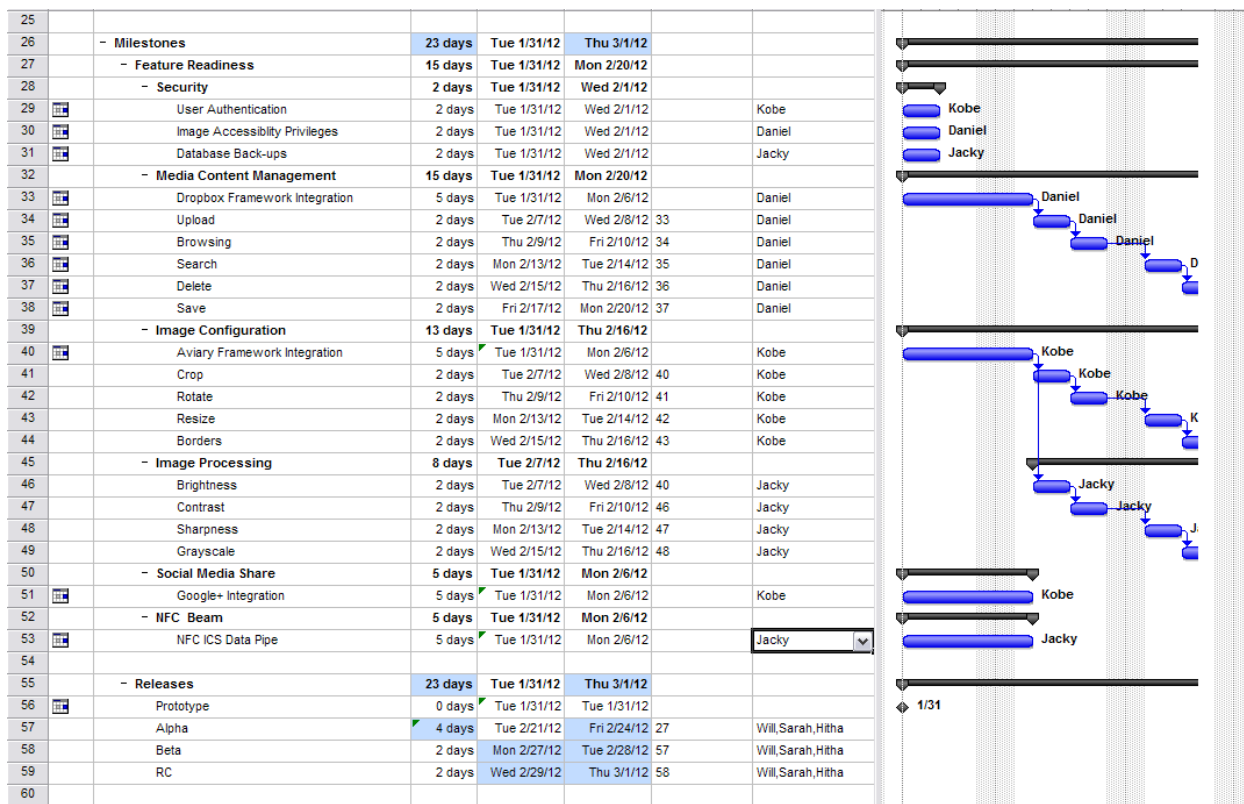 25
26 - Milestones 23 days Tue 1/31/12 Thu 3/1/12
27 - Feature Readiness 15 days Tue 1/31/12 Mon 2/20/12
28 - Security 2 days Tue 1/31/12 Wed 2/1/12
29 User Authentication 2 days Tue 1/31/12 Wed 2/1/12 Kobe Kobe
30 Image Accessiblity Privileges 2 days Tue 1/31/12 Wed 2/1/12 Daniel Daniel
31 Database Back-ups 2 days Tue 1/31/12 Wed 2/1/12 Jacky Jacky
32 - Media Content Management 15 days Tue 1/31/12 Mon 2/20/12
33 Dropbox Framework Integration 5 days Tue 1/31/12 Mon 2/6/12 Daniel Daniel
34 Upload 2 days Tue 2/7/12 Wed 2/8/12 33 Daniel Daniel
35 Browsing 2 days Thu 2/9/12 Fri 2/10/12 34 Daniel Daniel
36 Search 2 days Mon 2/13/12 Tue 2/14/12 35 Daniel D
37 Delete 2 days Wed 2/15/12 Thu 2/16/12 36 Daniel
38 Save 2 days Fri 2/17/12 Mon 2/20/12 37 Daniel
39 - Image Configuration 13 days Tue 1/31/12 Thu 2/16/12
40 Aviary Framework Integration 5 days Tue 1/31/12 Mon 2/6/12 Kobe Kobe
41 Crop 2 days Tue 2/7/12 Wed 2/8/12 40 Kobe Kobe
42 Rotate 2 days Thu 2/9/12 Fri 2/10/12 41 Kobe Kobe
43 Resize 2 days Mon 2/13/12 Tue 2/14/12 42 Kobe K
44 Borders 2 days Wed 2/15/12 Thu 2/16/12 43 Kobe
45 - Image Processing 8 days Tue 2/7/12 Thu 2/16/12
46 Brightness 2 days Tue 2/7/12 Wed 2/8/12 40 Jacky Jacky
47 Contrast 2 days Thu 2/9/12 Fri 2/10/12 46 Jacky Jacky
48 Sharpness 2 days Mon 2/13/12 Tue 2/14/12 47 Jacky J
49 Grayscale 2 days Wed 2/15/12 Thu 2/16/12 48 Jacky
50 - Social Media Share 5 days Tue 1/31/12 Mon 2/6/12
51 Google+ Integration 5 days Tue 1/31/12 Mon 2/6/12 Kobe Kobe
52 - NFC Beam 5 days Tue 1/31/12 Mon 2/6/12
53 NFC ICS Data Pipe 5 days Tue 1/31/12 Mon 2/6/12 Jacky Jacky
54
55 - Releases 23 days Tue 1/31/12 Thu 3/1/12
56 Prototype 0 days Tue 1/31/12 Tue 1/31/12 1/31
57 Alpha 4 days Tue 2/21/12 Fri 2/24/12 27 Will,Sarah,Hitha
58 Beta 2 days Mon 2/27/12 Tue 2/28/12 57 Will,Sarah,Hitha
59 RC 2 days Wed 2/29/12 Thu 3/1/12 58 Will,Sarah,Hitha
60